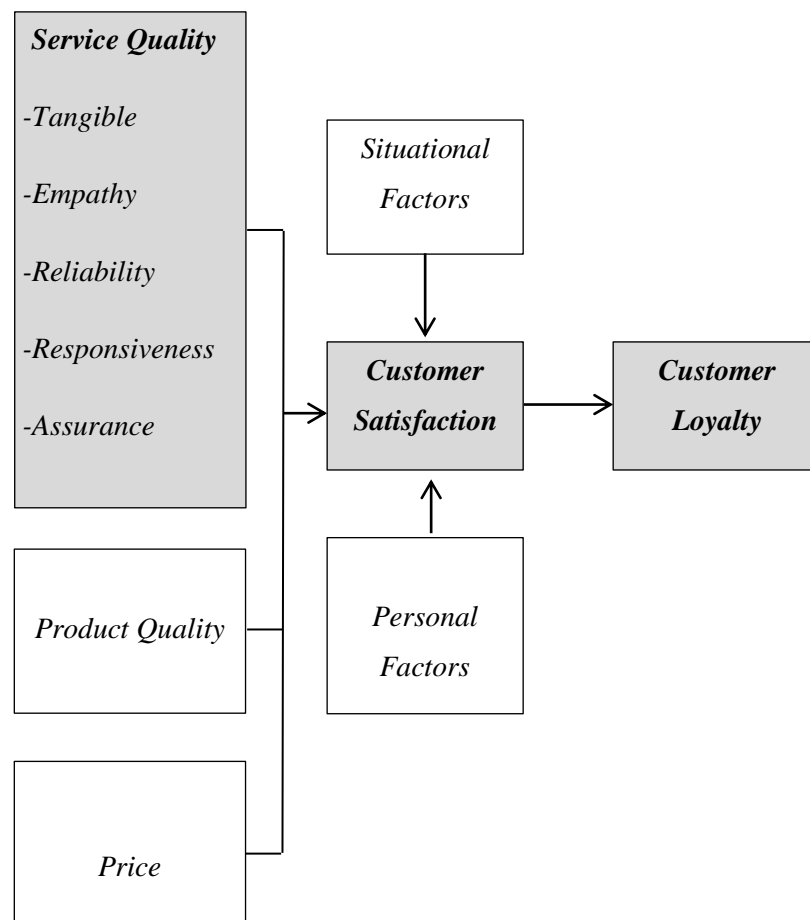 Service Quality
-Tangible
-Empathy
-Reliability
-Responsiveness
-Assurance
Product Quality
Price
Situational
Factors
Customer
Satisfaction
Personal
Factors
Customer
Loyalty